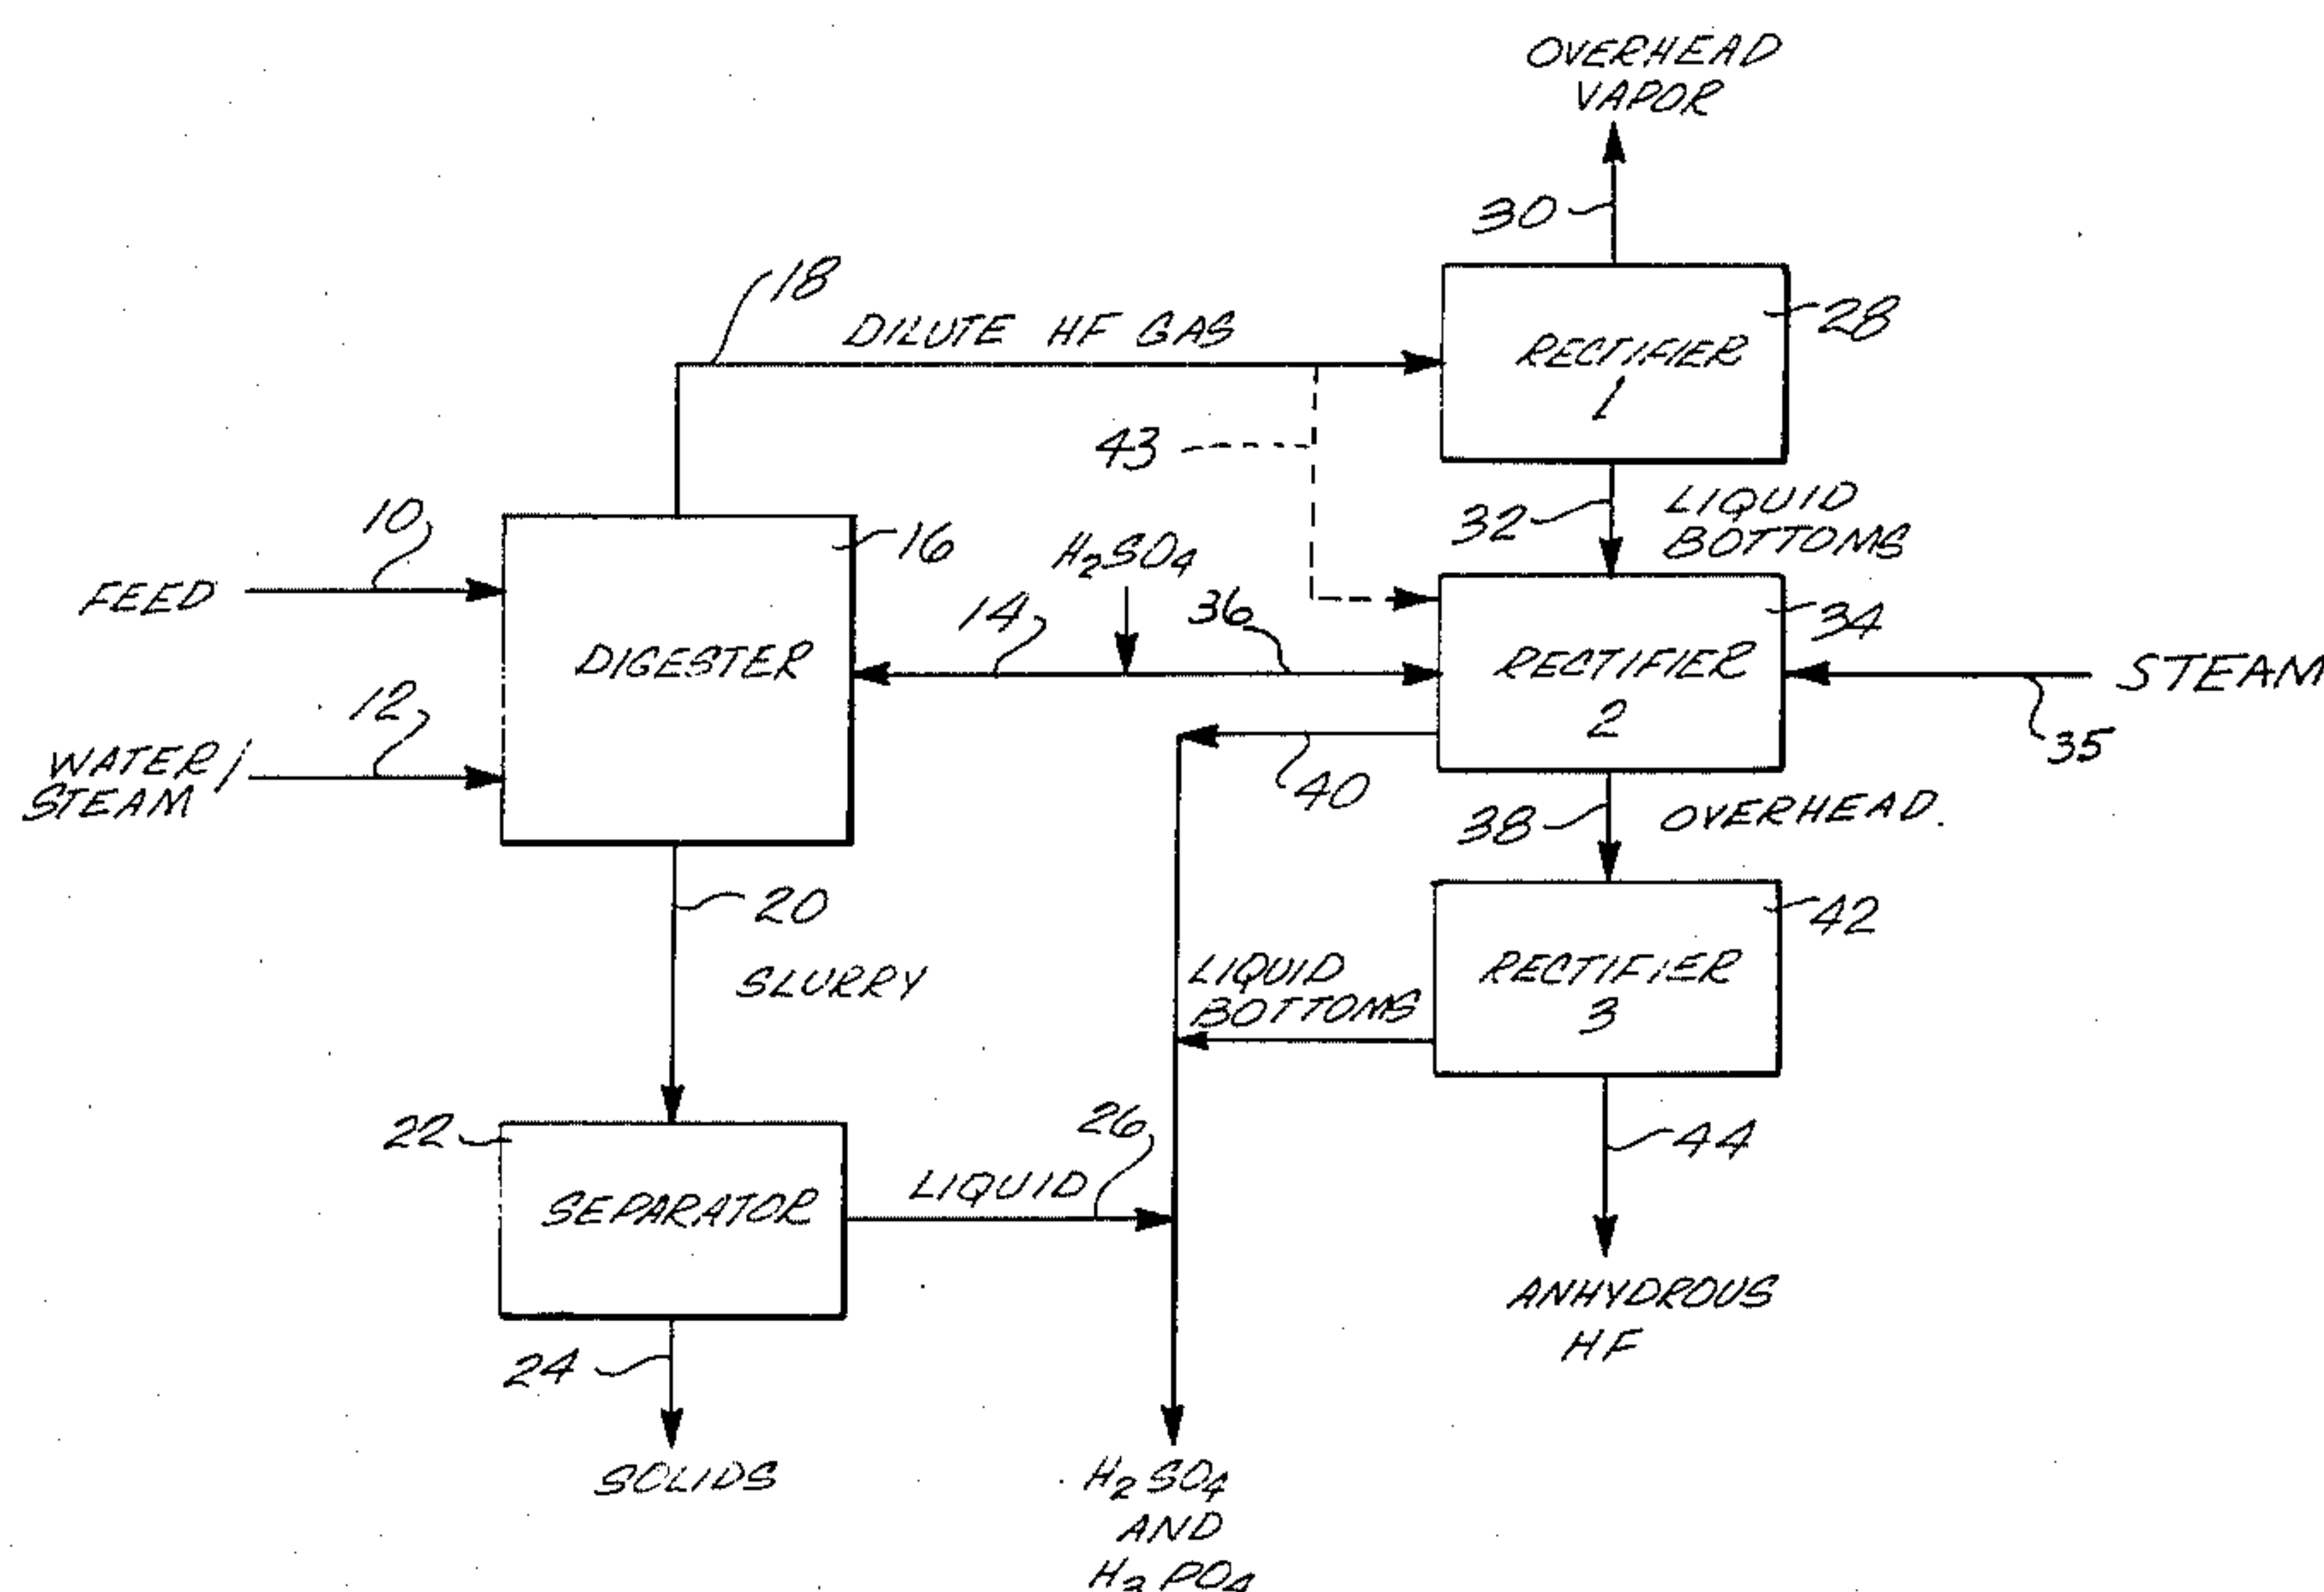 OVERHEAD
VAPOR
30
18
DILUTE HF GAS
28
RECTIFIER
1
43
10
16
H₂SO₄
32
LIQUID
BOTTOMS
FEED
14
36
34
DIGESTER
RECTIFIER
2
STEAM
12
35
WATER/
STEAM
40
38
OVERHEAD.
20
42
SLURRY
LIQUID
BOTTOMS
RECTIFIER
3
22
26
44
LIQUID
SEPARATOR
ANHYDROUS
HF
24
SOLIDS
H₂SO₄
AND
H₃PO₄